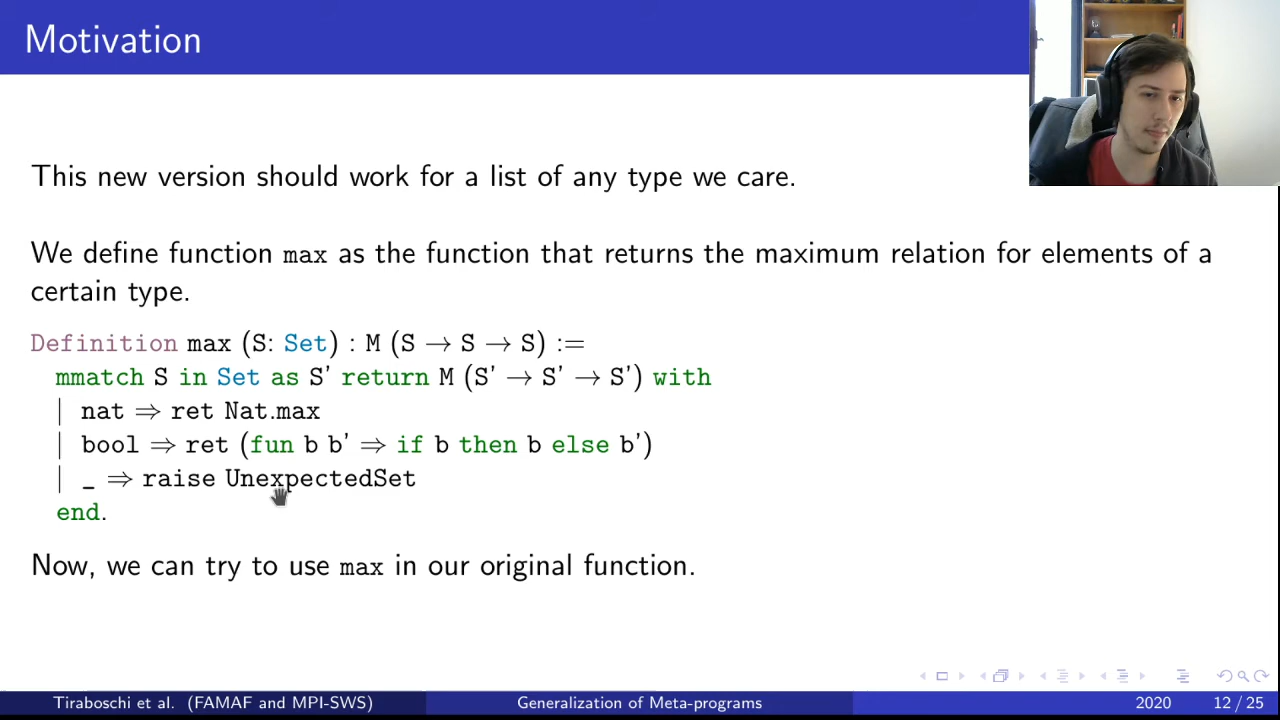 Motivation
This new version should work for a list of any type we care.
We define function max as the function that returns the maximum relation for elements of a
certain type.
Definition max (S: Set) : M (S → S → S) :=
mmatch S in Set as S' return M (S' → S' → S') with
| nat ⇒ ret Nat.max
| bool ⇒ ret (fun b b' ⇒ if b then b else b')
| _ ⇒ raise UnexpectedSet
end.
Now, we can try to use max in our original function.
Tiraboschi et al. (FAMAF and MPI-SWS) Generalization of Meta-programs 2020 12 / 25